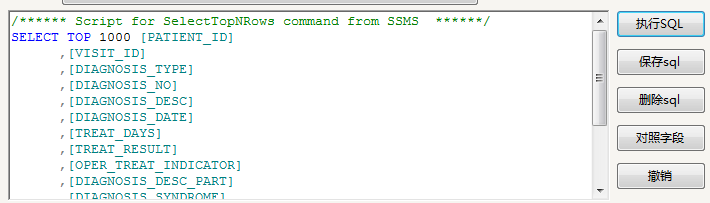 /****** Script for SelectTopNRows command from SSMS  ******/
SELECT TOP 1000 [PATIENT_ID]
      ,[VISIT_ID]
      ,[DIAGNOSIS_TYPE]
      ,[DIAGNOSIS_NO]
      ,[DIAGNOSIS_DESC]
      ,[DIAGNOSIS_DATE]
      ,[TREAT_DAYS]
      ,[TREAT_RESULT]
      ,[OPER_TREAT_INDICATOR]
      ,[DIAGNOSIS_DESC_PART]
      ,[DIAGNOSIS_SYNDROME]
执行SQL
保存sql
删除sql
对照字段
撤销